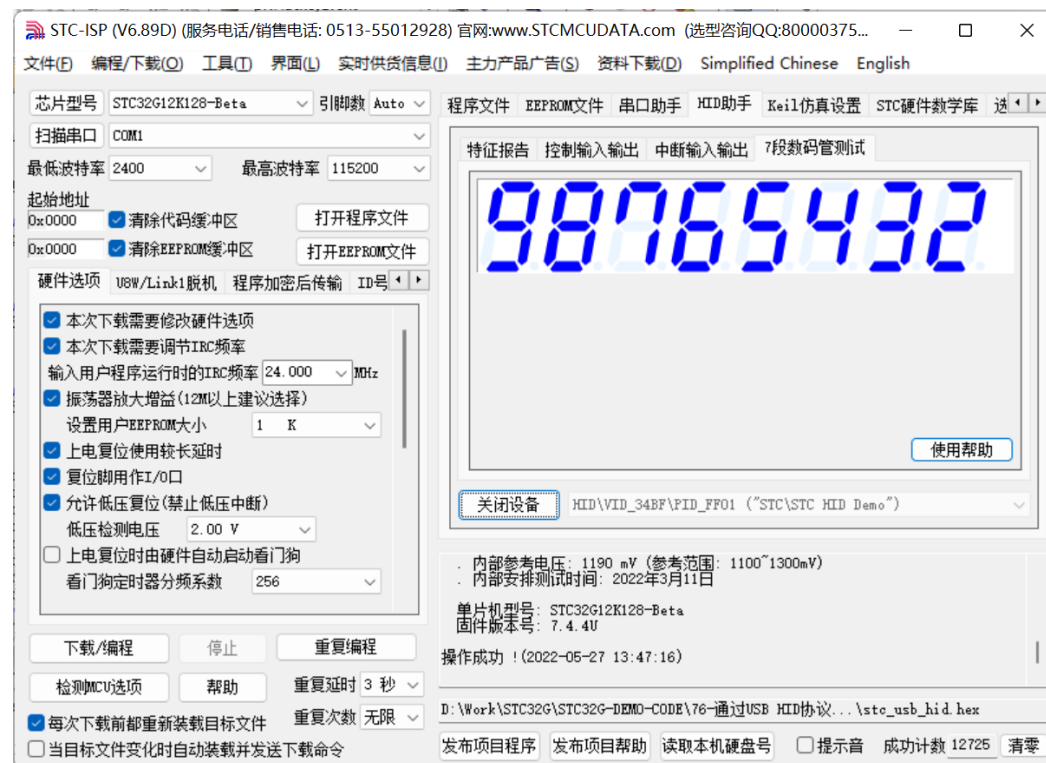 STC-ISP (V6.89D) (服务电话/销售电话: 0513-55012928) 官网:www.STCMCUDATA.com (选型咨询QQ:80000375...
文件(F) 编程/下载(O) 工具(T) 界面(L) 实时供货信息(I) 主力产品广告(S) 资料下载(D) Simplified Chinese English
芯片型号 STC32G12K128-Beta 引脚数 Auto
扫描串口 COM1
最低波特率 2400 最高波特率 115200
起始地址
0x0000 清除代码缓冲区 打开程序文件
0x0000 清除EEPROM缓冲区 打开EEPROM文件
硬件选项 U8W/Link1脱机 程序加密后传输 ID号
本次下载需要修改硬件选项
本次下载需要调节IRC频率
输入用户程序运行时的IRC频率 24.000 MHz
振荡器放大增益(12M以上建议选择)
设置用户EEPROM大小 1 K
上电复位使用较长延时
复位脚用作I/O口
允许低压复位(禁止低压中断)
低压检测电压 2.00 V
上电复位时由硬件自动启动看门狗
看门狗定时器分频系数 256
下载/编程 停止 重复编程
检测MCU选项 帮助 重复延时 3 秒
每次下载前都重新装载目标文件 重复次数 无限
当目标文件变化时自动装载并发送下载命令
程序文件 EEPROM文件 串口助手 HID助手 Keil仿真设置 STC硬件数学库 选
特征报告 控制输入输出 中断输入输出 7段数码管测试
98765432
使用帮助
关闭设备 HID\VID_34BF\PID_FF01 ("STC\STC HID Demo")
. 内部参考电压: 1190 mV (参考范围: 1100~1300mV)
. 内部安排测试时间: 2022年3月11日
单片机型号: STC32G12K128-Beta
固件版本号: 7.4.4U
操作成功 !(2022-05-27 13:47:16)
D:\Work\STC32G\STC32G-DEMO-CODE\76-通过USB HID协议...\stc_usb_hid.hex
发布项目程序 发布项目帮助 读取本机硬盘号 提示音 成功计数 12725 清零